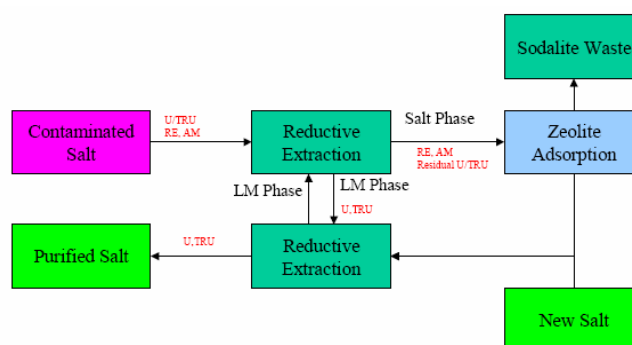 Sodalite Waste
Contaminated
Salt
U/TRU
RE, AM
Reductive
Extraction
Salt Phase
RE, AM
Residual U/TRU
Zeolite
Adsorption
LM Phase
LM Phase
U,TRU
Purified Salt
U,TRU
Reductive
Extraction
New Salt